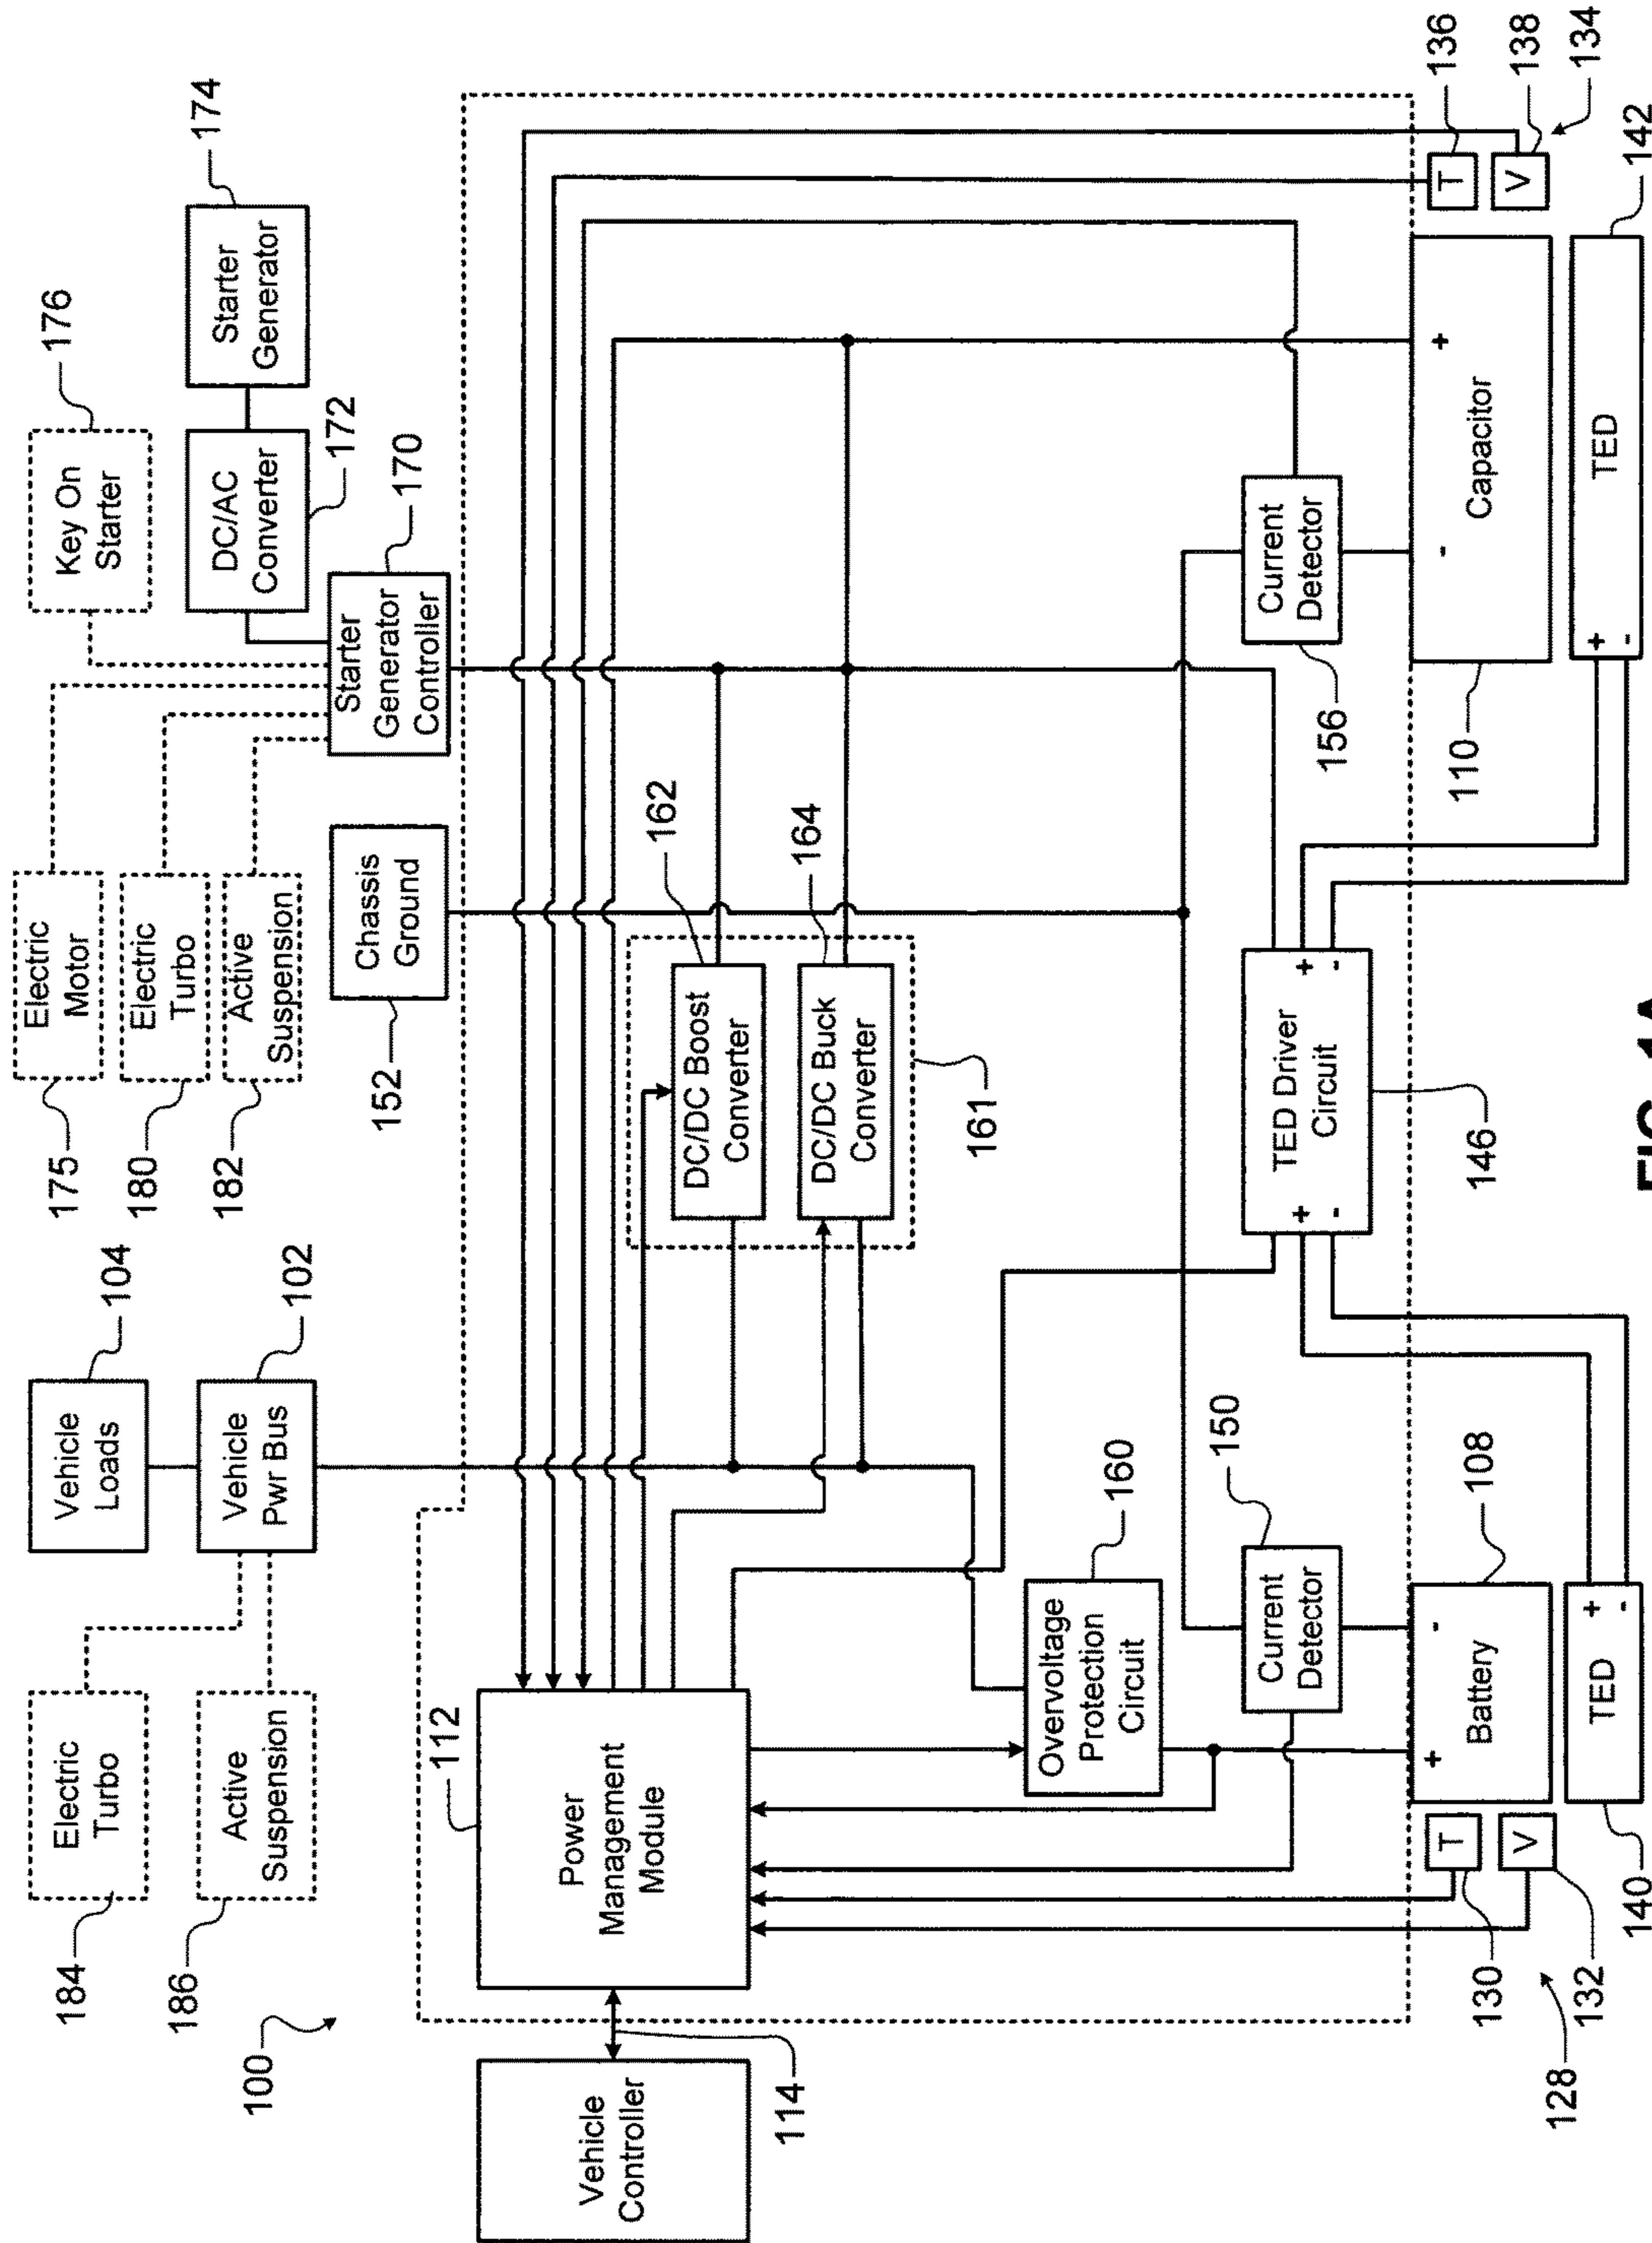 174
176
Starter
Generator
Key On
Starter
DC/AC
Converter
172
170
Starter
Generator
Controller
Electric
Motor
175
Electric
Turbo
180
Active
Suspension
182
Chassis
Ground
152
Vehicle
Loads
104
Vehicle
Pwr Bus
102
Electric
Turbo
184
Active
Suspension
186
100
112
Power
Management
Module
Vehicle
Controller
114
DC/DC Boost
Converter
162
DC/DC Buck
Converter
164
161
Overvoltage
Protection
Circuit
160
Current
Detector
150
Current
Detector
156
TED Driver
Circuit
+
-
+
-
146
+
-
Battery
108
T
130
V
132
128
TED
+
-
140
-
+
Capacitor
110
T
136
V
138
134
+
-
TED
142
FIG. 1A